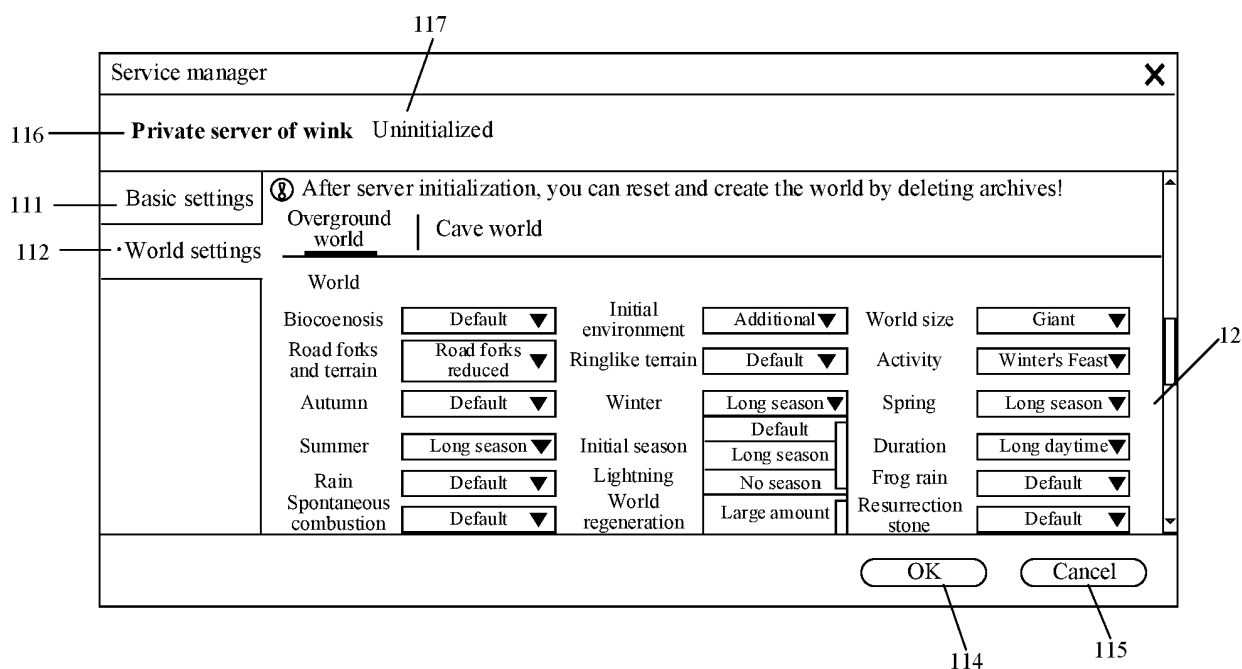 117
Service manager
116
Private server of wink Uninitialized
111
Basic settings
After server initialization, you can reset and create the world by deleting archives!
112
·World settings
Overground
world
Cave world
World
Biocoenosis Default
Initial
environment
Additional
World size Giant
Road forks
and terrain
Road forks
reduced
Ringlike terrain Default
Activity Winter's Feast
12
Autumn Default
Winter Long season
Spring Long season
Summer Long season
Initial season
Default
Long season
No season
Duration Long daytime
Rain Default
Lightning
Frog rain Default
Spontaneous
combustion
Default
World
regeneration
Large amount
Resurrection
stone
Default
OK
Cancel
114
115